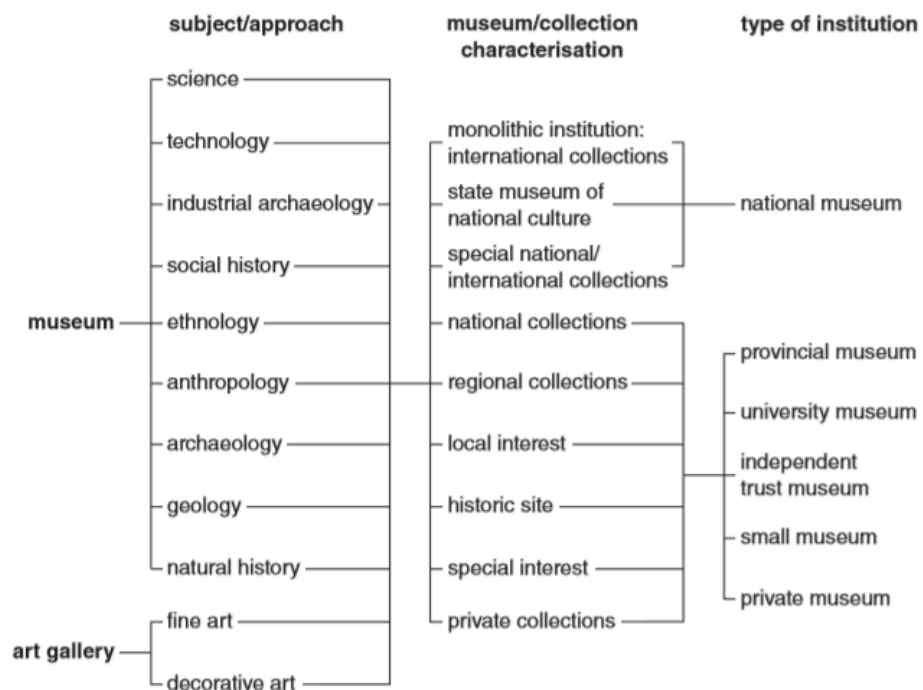 subject/approach
museum/collection
characterisation
type of institution
museum
science
technology
industrial archaeology
social history
ethnology
anthropology
archaeology
geology
natural history
art gallery
fine art
decorative art
monolithic institution:
international collections
state museum of
national culture
special national/
international collections
national collections
regional collections
local interest
historic site
special interest
private collections
national museum
provincial museum
university museum
independent
trust museum
small museum
private museum